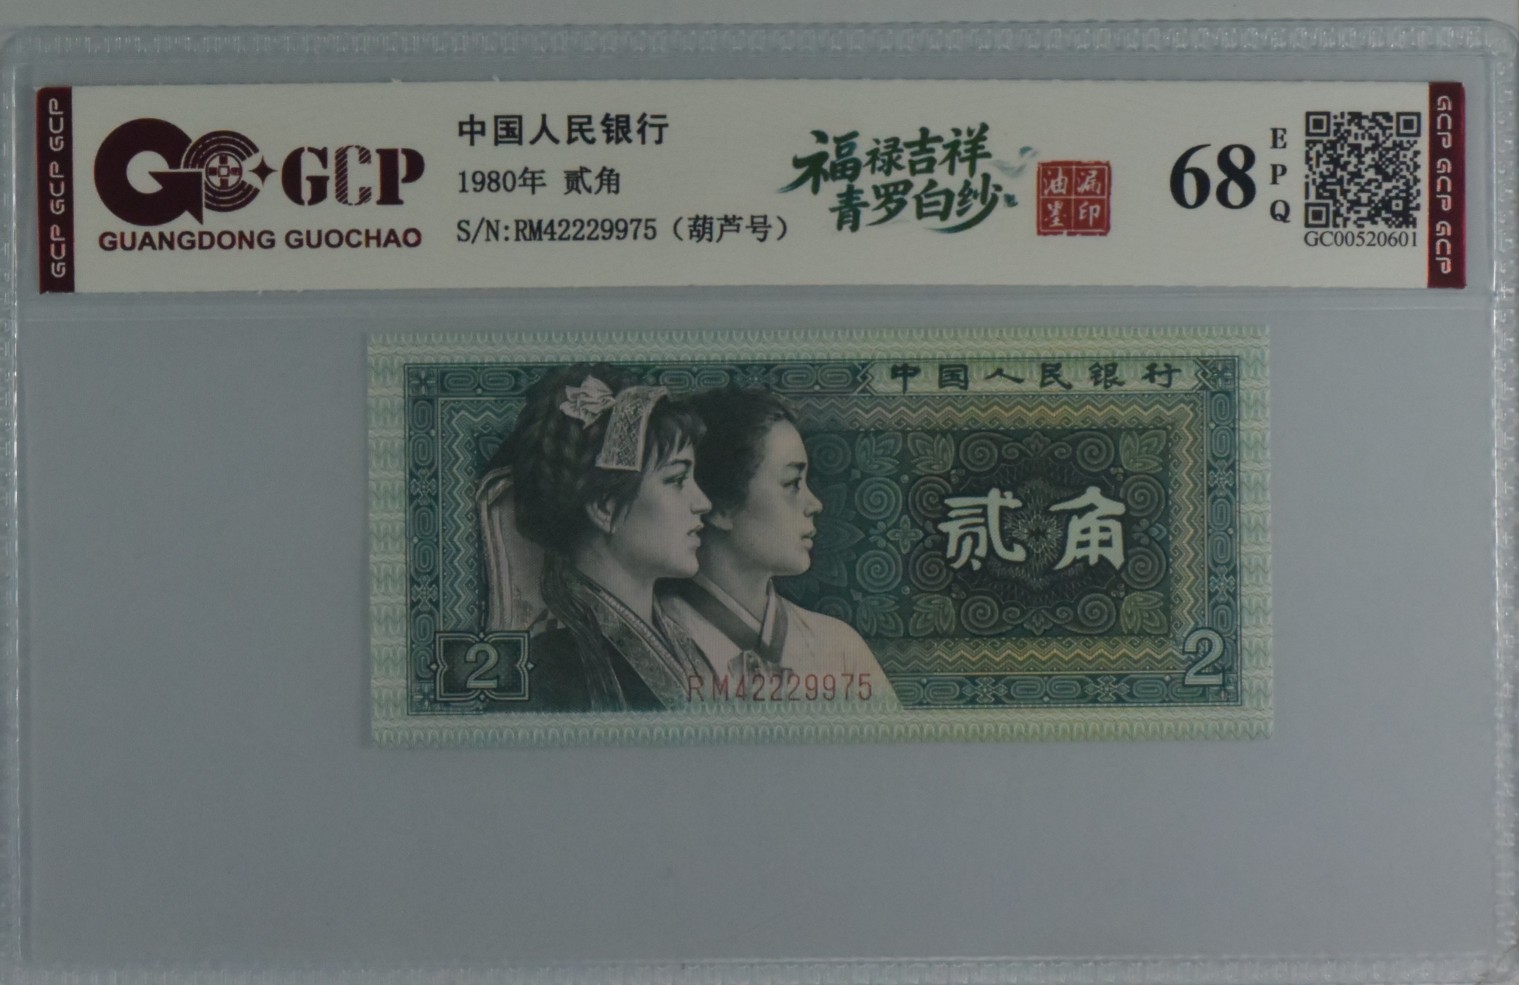 GCP GCP GCP
GCP
GUANGDONG GUOCHAO
中国人民银行
1980年 贰角
S/N:RM42229975（葫芦号）
福禄吉祥
青罗白纱
油漏
墨印
68
EPQ
GC00520601
GCP GCP GCP
中国人民银行
贰角
2
2
RM42229975